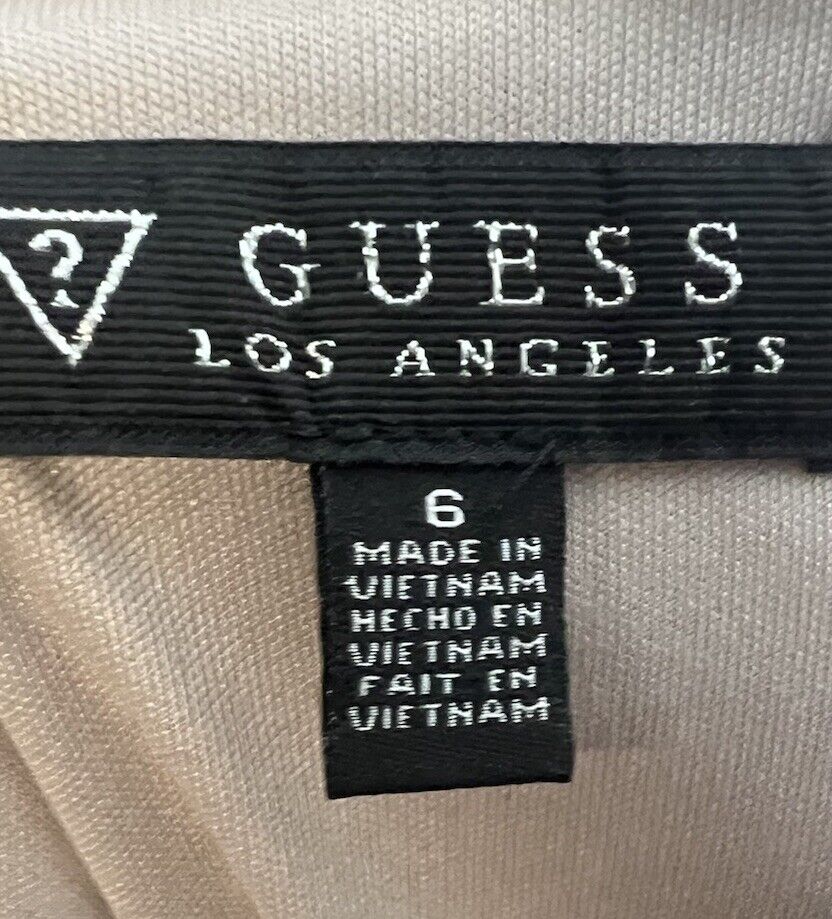 ?
GUESS
LOS ANGELES
6
MADE IN
VIETNAM
HECHO EN
VIETNAM
FAIT EN
VIETNAM